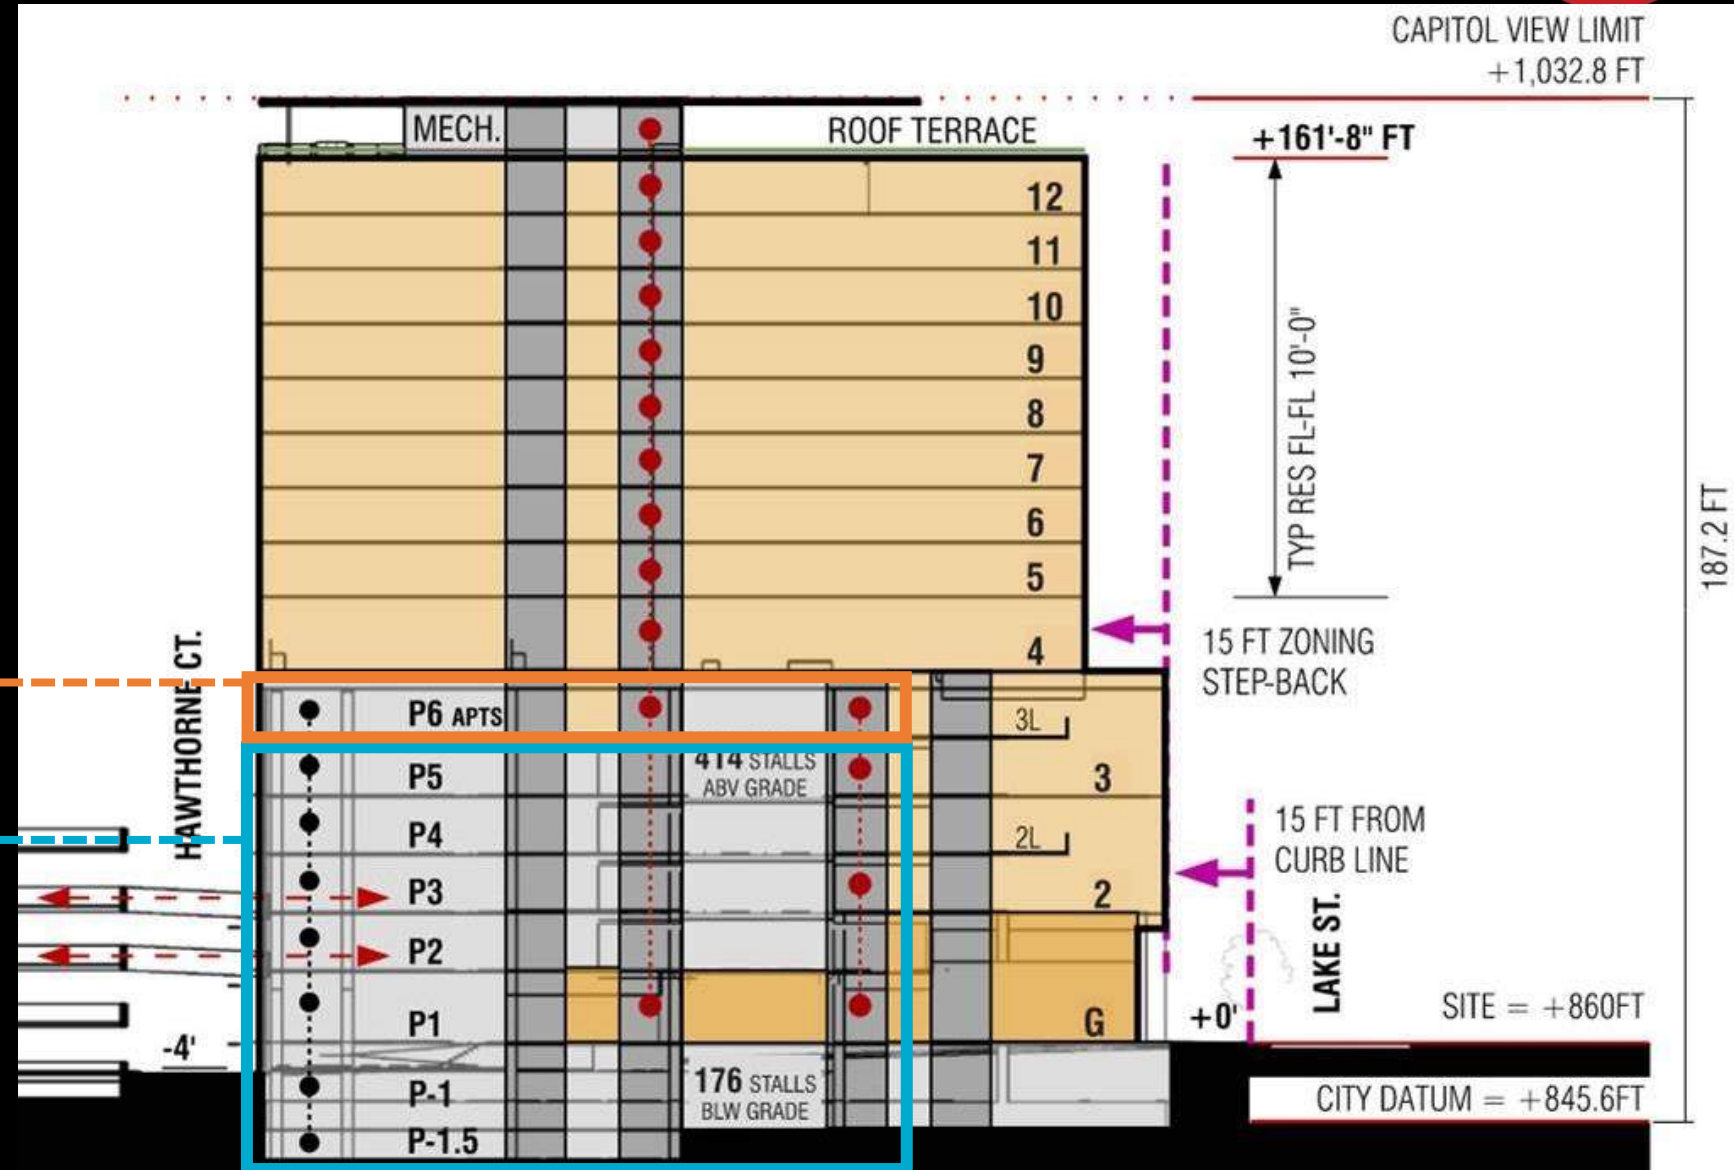 CAPITOL VIEW LIMIT
+1,032.8 FT
MECH.
ROOF TERRACE
+161'-8" FT
12
11
10
9
8
7
6
5
4
TYP RES FL-FL 10'-0"
187.2 FT
15 FT ZONING
STEP-BACK
HAWTHORNE CT.
P6 APTS
3L
P5
414 STALLS
ABV GRADE
3
P4
2L
15 FT FROM
CURB LINE
P3
2
P2
LAKE ST.
P1
G
+0'
SITE = +860FT
-4'
P-1
176 STALLS
BLW GRADE
CITY DATUM = +845.6FT
P-1.5